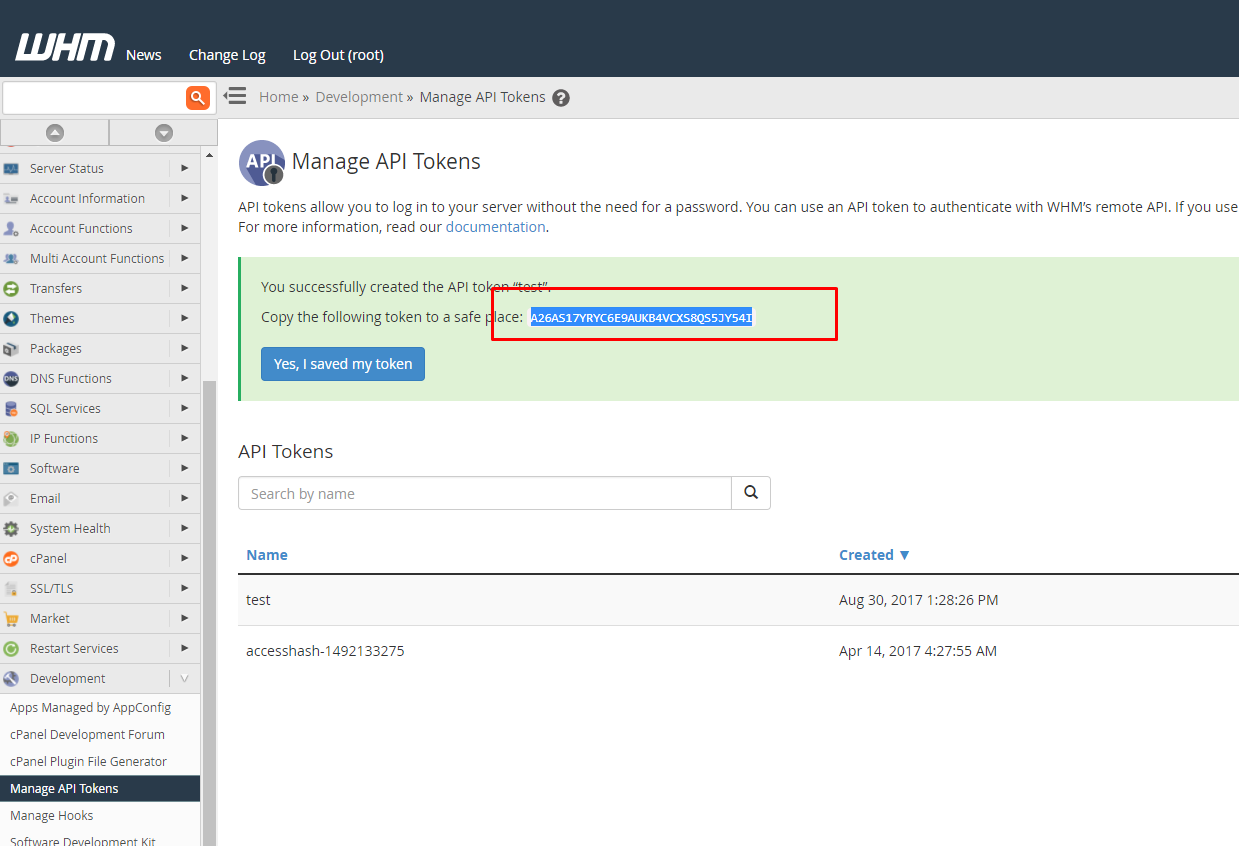 WHM News Change Log Log Out (root)
Home » Development » Manage API Tokens ?
Server Status
Account Information
Account Functions
Multi Account Functions
Transfers
Themes
Packages
DNS Functions
SQL Services
IP Functions
Software
Email
System Health
cPanel
SSL/TLS
Market
Restart Services
Development
Apps Managed by AppConfig
cPanel Development Forum
cPanel Plugin File Generator
Manage API Tokens
Manage Hooks
Software Development Kit
API Manage API Tokens
API tokens allow you to log in to your server without the need for a password. You can use an API token to authenticate with WHM’s remote API. If you use
For more information, read our documentation.
You successfully created the API token “test”.
Copy the following token to a safe place: A26AS17YRYC6E9AUKB4VCXS8QS5JY54I
Yes, I saved my token
API Tokens
Search by name
Name Created ▼
test Aug 30, 2017 1:28:26 PM
accesshash-1492133275 Apr 14, 2017 4:27:55 AM